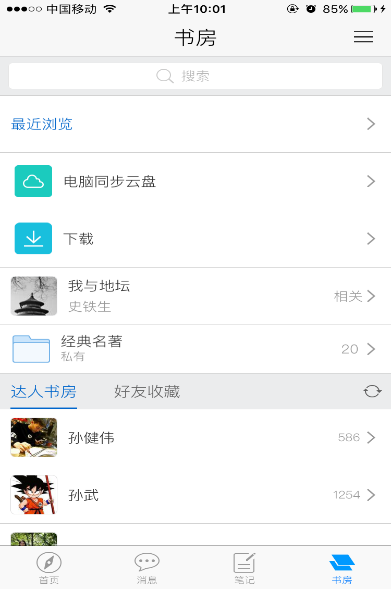 中国移动 上午10:01 85%
书房
搜索
最近浏览
电脑同步云盘
下载
我与地坛
史铁生
相关
经典名著
私有
20
达人书房 好友收藏
孙健伟 586
孙武 1254
首页 消息 笔记 书房